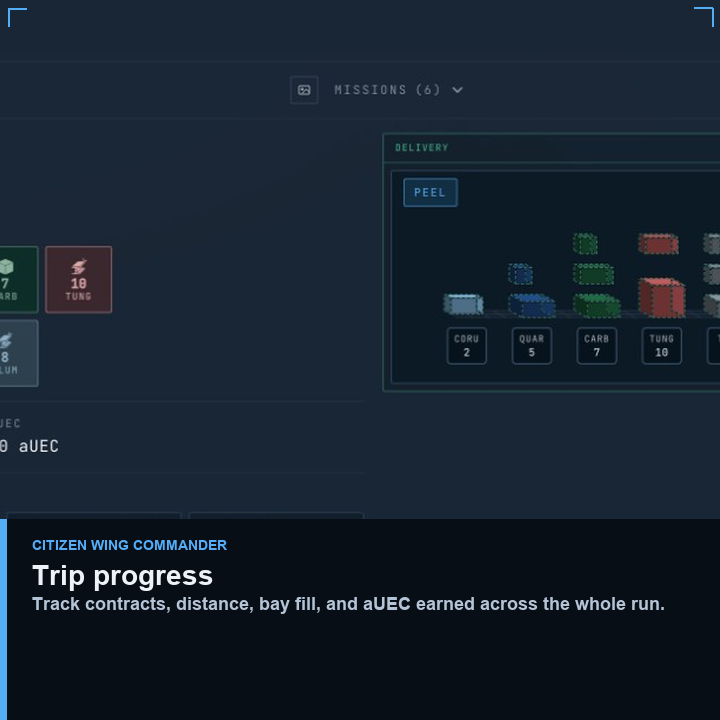 MISSIONS (6)
DELIVERY
PEEL
7
10
TUNG
8
CORU
2
QUAR
5
CARB
7
TUNG
10
0 aUEC
CITIZEN WING COMMANDER
Trip progress
Track contracts, distance, bay fill, and aUEC earned across the whole run.